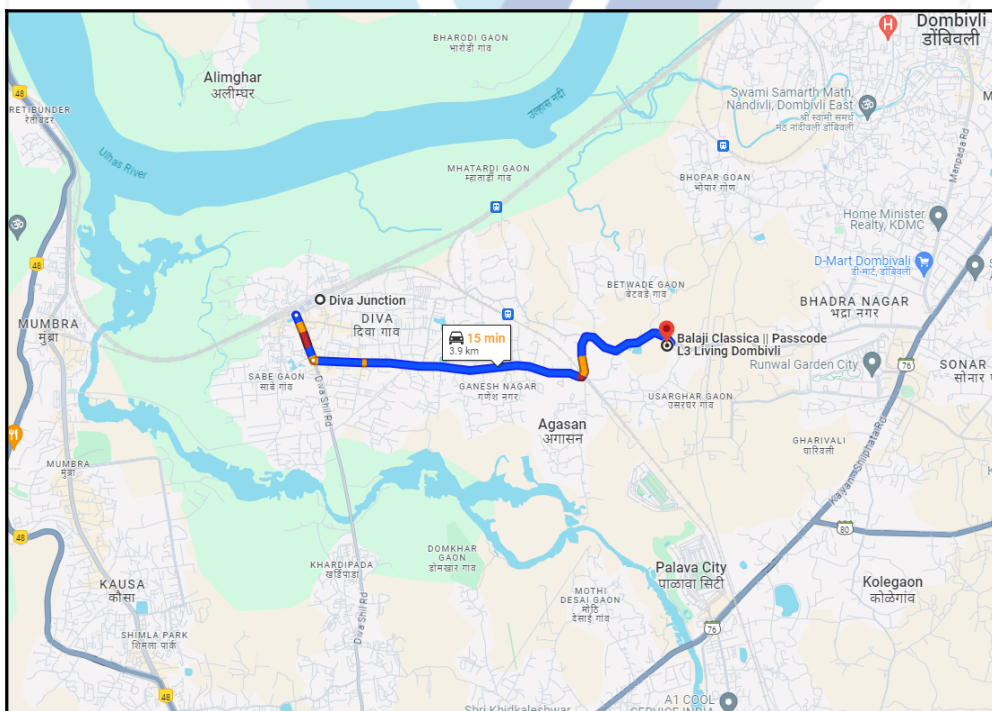 Dombivli
डोंबिवली
BHARODI GAON
भारोडी गाव
Alimghar
अलीम्घर
48
RETIBUNDER
रेतीबंदर
Swami Samarth Math,
Nandivli, Dombivli East
श्री स्वामी समर्थ
मठ नांदीवली डोंबिवली
उल्हास नदी
Ulhas River
Manpada Rd
MHATARDI GAON
म्हातार्डी गाव
BHOPAR GOAN
भोपार गोण
Home Minister
Realty, KDMC
48
D-Mart Dombivali
डी-मार्ट, डोंबिवली
BETWADE GAON
बेटवडे गाव
Diva Junction
BHADRA NAGAR
भद्रा नगर
DIVA
दिवा गाव
MUMBRA
मुंब्रा
15 min
3.9 km
Balaji Classica || Passcode
L3 Living Dombivli
Runwal Garden City
SONAR
76
SABE GAON
साबे गांव
GANESH NAGAR
गणेश नगर
USARGHAR GAON
उसरघर गाव
Diva Shil Rd
Agasan
अगासन
GHARIVALI
घारिवली
MUMBRA
मुंब्रा
Kalyan - Shilphata Rd
80
48
DOMKHAR
GAON
डोमखार गाव
KHARDIPADA
खर्डिपाडा
Palava City
पाळावा सिटी
KAUSA
कौसा
Kolegaon
कोळेगांव
MOTHI
DESAI GAON
मोठि
देसाई गांव
Diva Shil Rd
76
SHIMLA PARK
शिमला पार्क
48
A1 COOL
SERVICE INDIA
Shri Khidkaleshwar